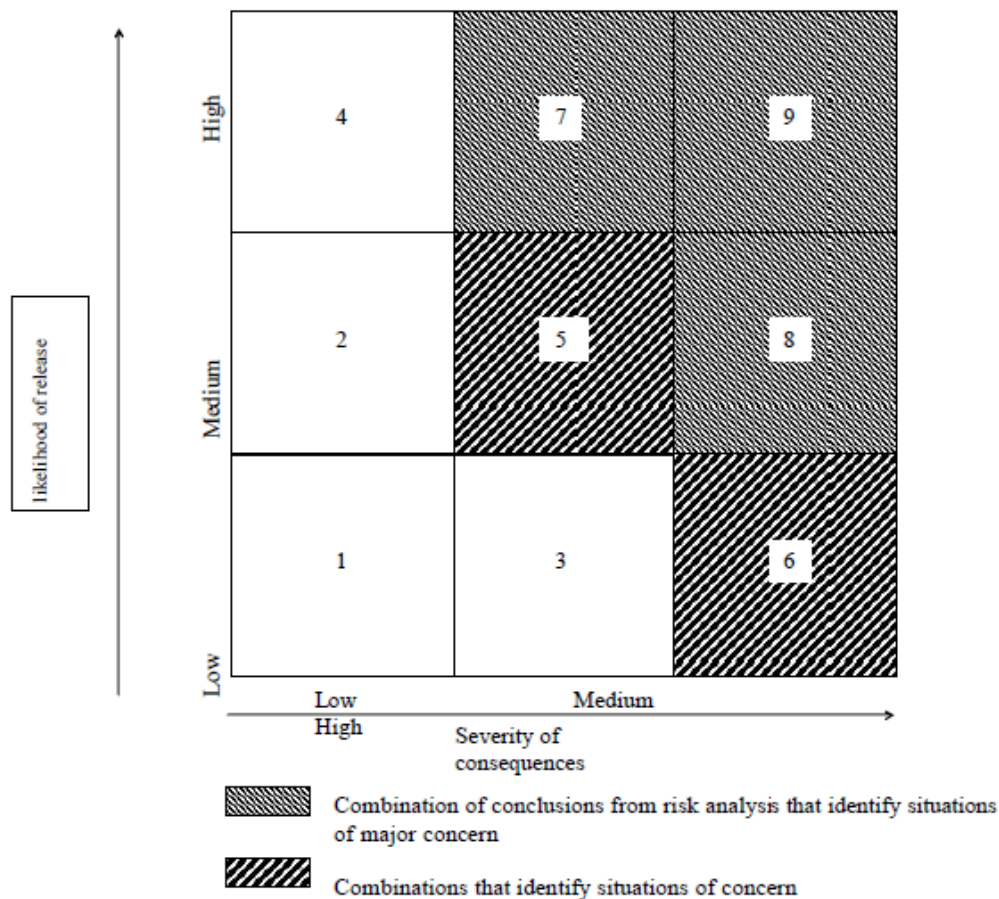 High
4
7
9
likelihood of release
Medium
2
5
8
Low
1
3
6
Low
Medium
High
Severity of
consequences
Combination of conclusions from risk analysis that identify situations
of major concern
Combinations that identify situations of concern